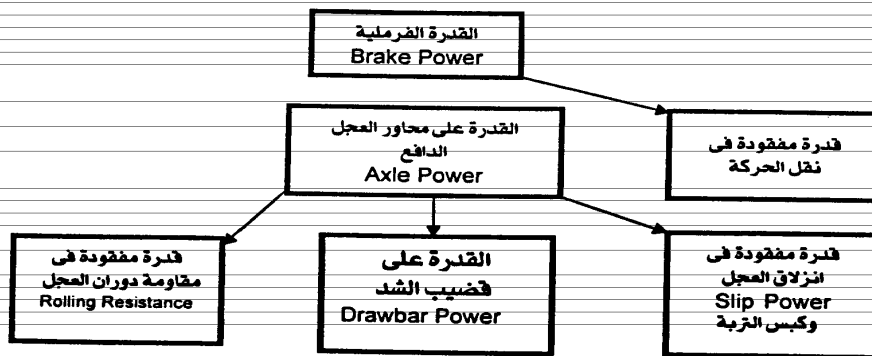 القدرة الفرملية
Brake Power
القدرة على محاور العجل
الدافع
Axle Power
قدرة مفقودة فى
نقل الحركة
قدرة مفقودة فى
مقاومة دوران العجل
Rolling Resistance
القدرة على
قضيب الشد
Drawbar Power
قدرة مفقودة فى
انزلاق العجل
Slip Power
وكبس التربة